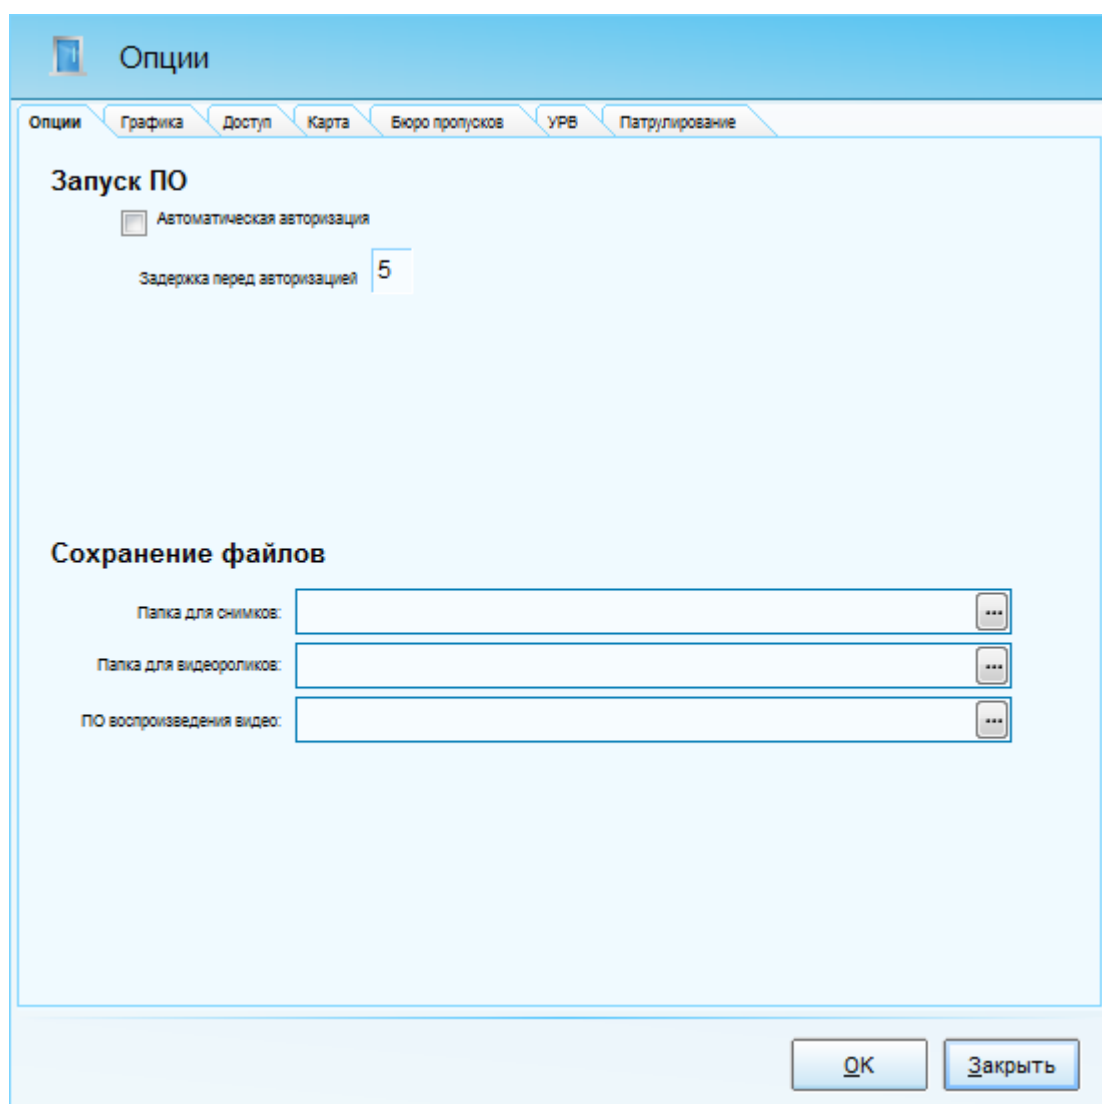 Опции
Опции Графика Доступ Карта Бюро пропусков УРВ Патрулирование
Запуск ПО
Автоматическая авторизация
Задержка перед авторизацией 5
Сохранение файлов
Папка для снимков: ...
Папка для видеороликов: ...
ПО воспроизведения видео: ...
OK Закрыть